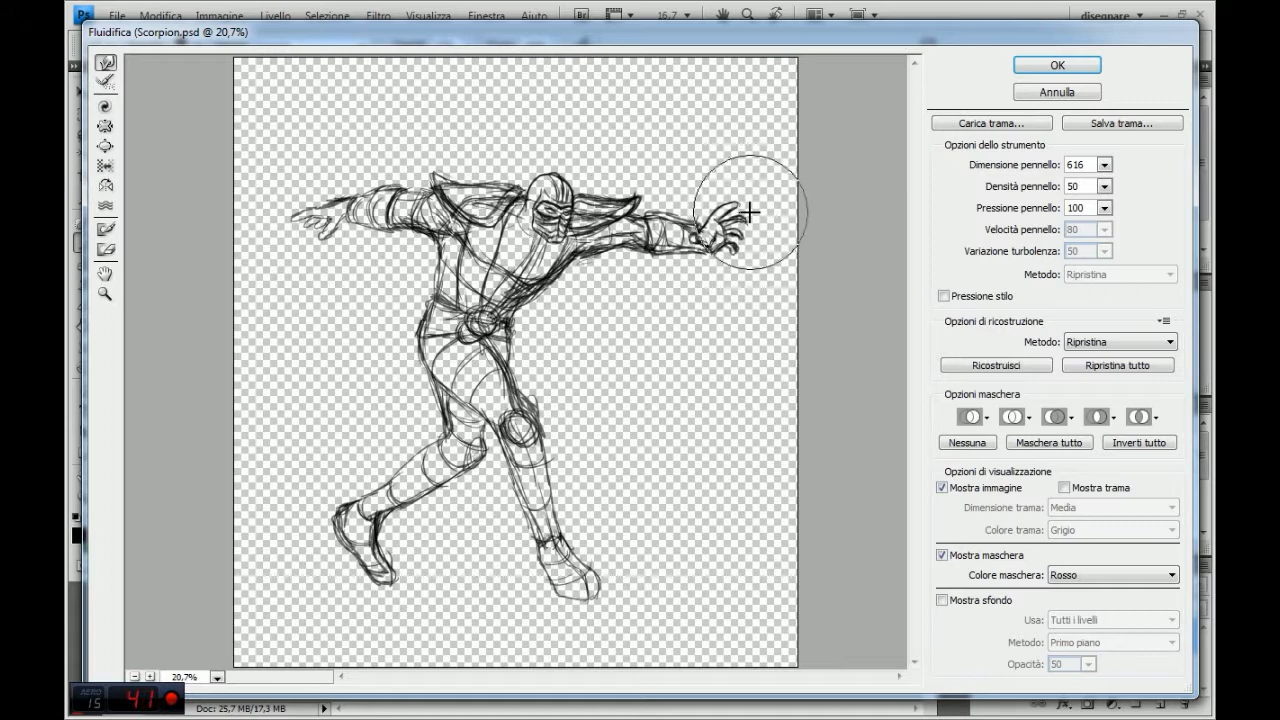 Ps File Modifica Immagine Livello Selezione Filtro Visualizza Finestra Aiuto Br 16,7 disegnare
Fluidifica (Scorpion.psd @ 20,7%)
OK
Annulla
Carica trama... Salva trama...
Opzioni dello strumento
Dimensione pennello: 616
Densità pennello: 50
Pressione pennello: 100
Velocità pennello: 80
Variazione turbolenza: 50
Metodo: Ripristina
Pressione stilo
Opzioni di ricostruzione
Metodo: Ripristina
Ricostruisci Ripristina tutto
Opzioni maschera
Nessuna Maschera tutto Inverti tutto
Opzioni di visualizzazione
Mostra immagine Mostra trama
Dimensione trama: Media
Colore trama: Grigio
Mostra maschera
Colore maschera: Rosso
Mostra sfondo
Usa: Tutti i livelli
Metodo: Primo piano
Opacità: 50
20,7%
AERO 15 41
Doc: 25,7 MB/17,3 MB
fx